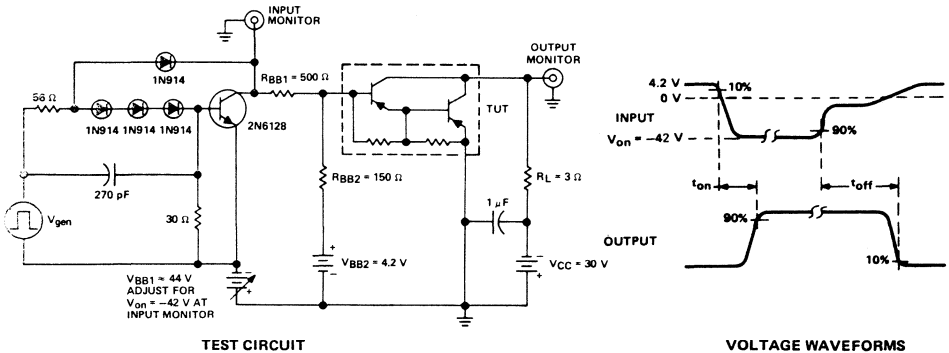 INPUT
MONITOR
OUTPUT
MONITOR
1N914
RBB1 = 500 Ω
56 Ω
1N914 1N914 1N914
2N6128
TUT
270 pF
RBB2 = 150 Ω
RL = 3 Ω
1 μF
Vgen
30 Ω
VBB1 ≈ 44 V
ADJUST FOR
Von = −42 V AT
INPUT MONITOR
+
−
−
+
VBB2 = 4.2 V
+
−
−
+
VCC = 30 V
TEST CIRCUIT
4.2 V
0 V
10%
INPUT
Von = −42 V
90%
ton
toff
90%
OUTPUT
10%
VOLTAGE WAVEFORMS